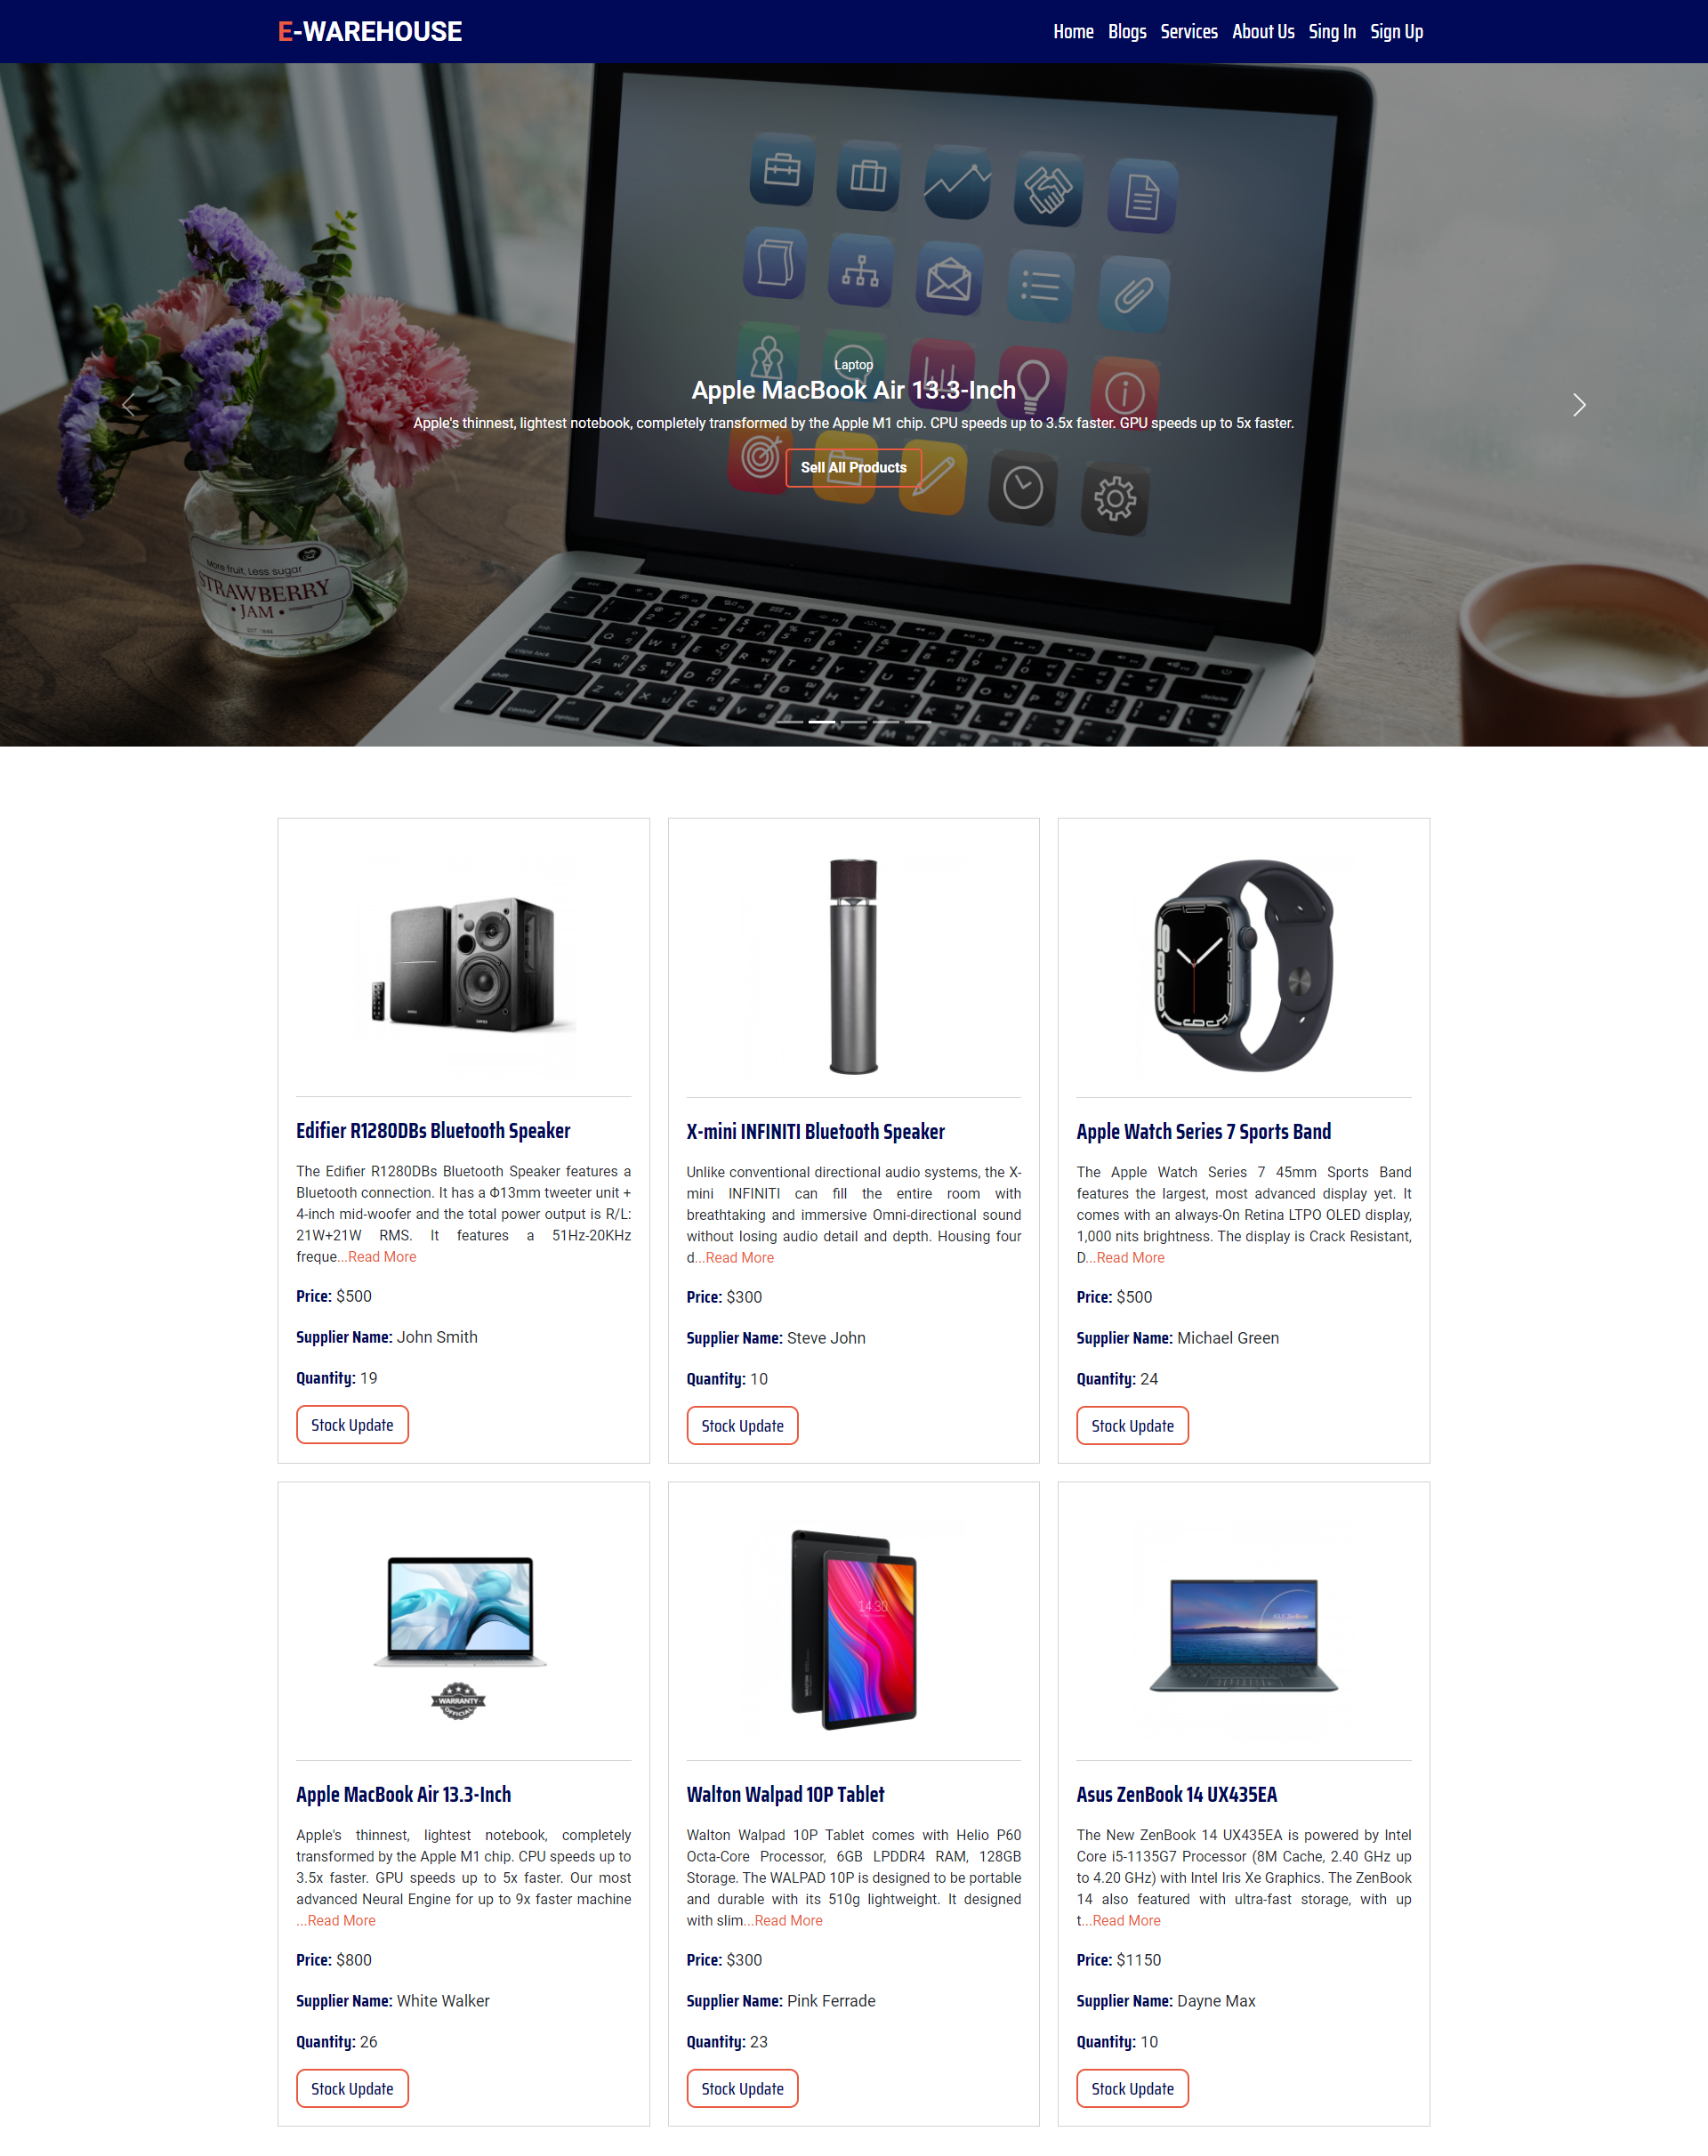 E-WAREHOUSE
Home Blogs Services About Us Sing In Sign Up
Laptop
Apple MacBook Air 13.3-Inch
Apple's thinnest, lightest notebook, completely transformed by the Apple M1 chip. CPU speeds up to 3.5x faster. GPU speeds up to 5x faster.
Sell All Products
More fruit, Less sugar
STRAWBERRY
• JAM •
Edifier R1280DBs Bluetooth Speaker
The Edifier R1280DBs Bluetooth Speaker features a
Bluetooth connection. It has a Φ13mm tweeter unit +
4-inch mid-woofer and the total power output is R/L:
21W+21W RMS. It features a 51Hz-20KHz
freque...Read More
Price: $500
Supplier Name: John Smith
Quantity: 19
Stock Update
X-mini INFINITI Bluetooth Speaker
Unlike conventional directional audio systems, the X-
mini INFINITI can fill the entire room with
breathtaking and immersive Omni-directional sound
without losing audio detail and depth. Housing four
d...Read More
Price: $300
Supplier Name: Steve John
Quantity: 10
Stock Update
Apple Watch Series 7 Sports Band
The Apple Watch Series 7 45mm Sports Band
features the largest, most advanced display yet. It
comes with an always-On Retina LTPO OLED display,
1,000 nits brightness. The display is Crack Resistant,
D...Read More
Price: $500
Supplier Name: Michael Green
Quantity: 24
Stock Update
WARRANTY
OFFICIAL
Apple MacBook Air 13.3-Inch
Apple's thinnest, lightest notebook, completely
transformed by the Apple M1 chip. CPU speeds up to
3.5x faster. GPU speeds up to 5x faster. Our most
advanced Neural Engine for up to 9x faster machine
...Read More
Price: $800
Supplier Name: White Walker
Quantity: 26
Stock Update
14:30
Walton Walpad 10P Tablet
Walton Walpad 10P Tablet comes with Helio P60
Octa-Core Processor, 6GB LPDDR4 RAM, 128GB
Storage. The WALPAD 10P is designed to be portable
and durable with its 510g lightweight. It designed
with slim...Read More
Price: $300
Supplier Name: Pink Ferrade
Quantity: 23
Stock Update
ASUS ZenBook
Asus ZenBook 14 UX435EA
The New ZenBook 14 UX435EA is powered by Intel
Core i5-1135G7 Processor (8M Cache, 2.40 GHz up
to 4.20 GHz) with Intel Iris Xe Graphics. The ZenBook
14 also featured with ultra-fast storage, with up
t...Read More
Price: $1150
Supplier Name: Dayne Max
Quantity: 10
Stock Update